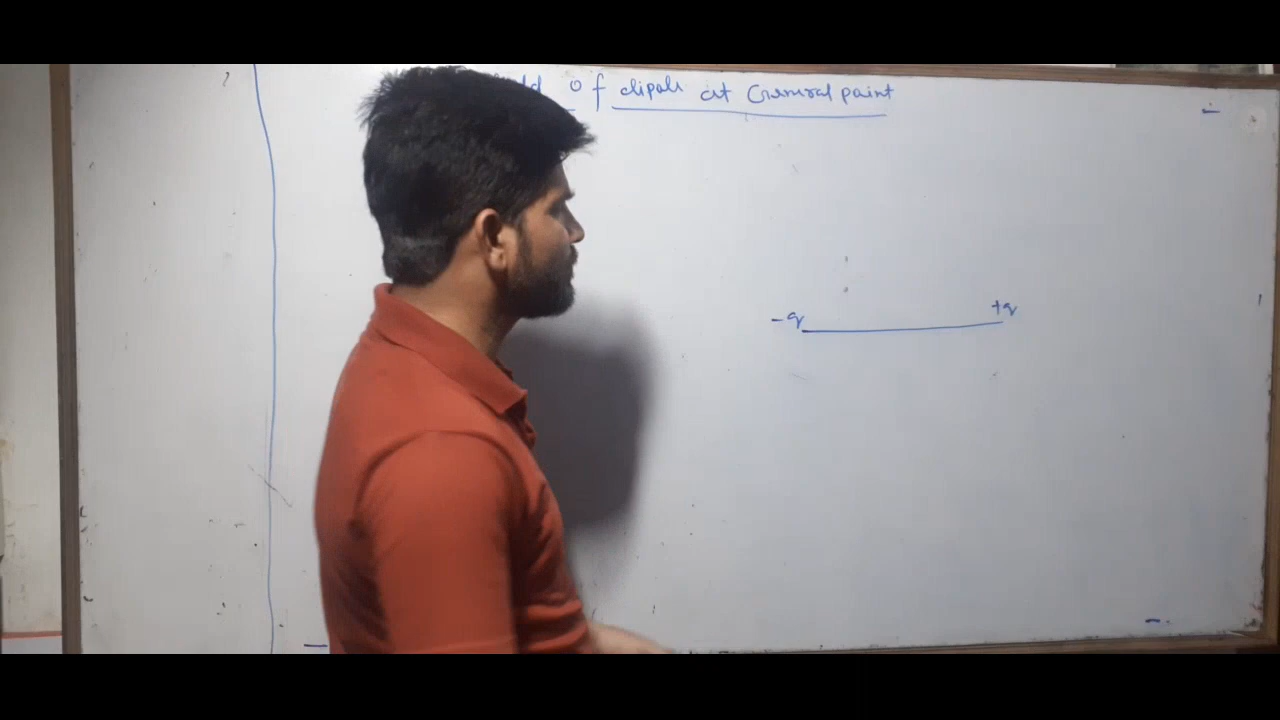 of dipole at General point
-q +q